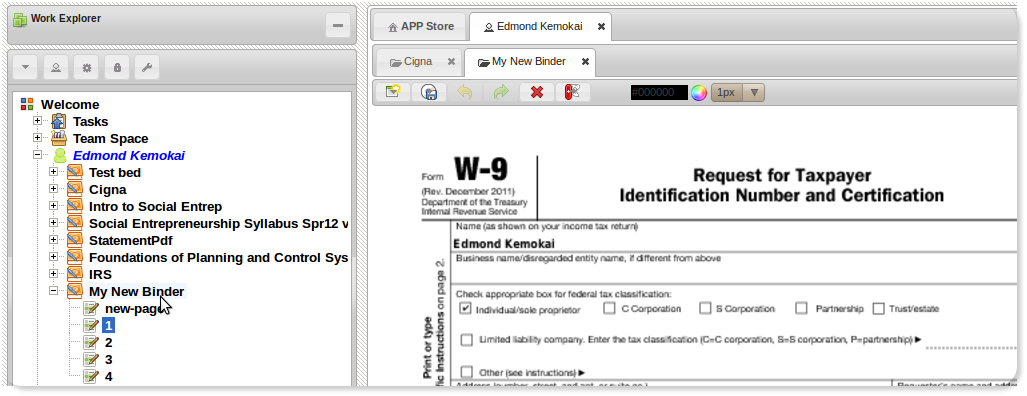 Work Explorer
Welcome
Tasks
Team Space
Edmond Kemokai
Test bed
Cigna
Intro to Social Entrep
Social Entrepreneurship Syllabus Spr12 v
StatementPdf
Foundations of Planning and Control Sys
IRS
My New Binder
new-page
1
2
3
4
APP Store
Edmond Kemokai
Cigna
My New Binder
#000000
1px
Form W-9
(Rev. December 2011)
Department of the Treasury
Internal Revenue Service
Request for Taxpayer
Identification Number and Certification
Print or type
fic Instructions on page 2.
Name (as shown on your income tax return)
Edmond Kemokai
Business name/disregarded entity name, if different from above
Check appropriate box for federal tax classification:
Individual/sole proprietor C Corporation S Corporation Partnership Trust/estate
Limited liability company. Enter the tax classification (C=C corporation, S=S corporation, P=partnership) ▶
Other (see instructions) ▶
Address (number, street, and apt. or suite no.) Requester's name and addre